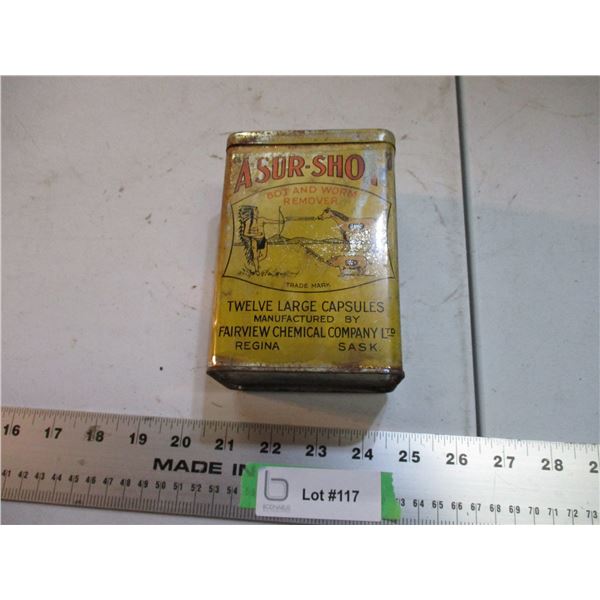 "A SUR-SHOT
BOT AND WORM
REMOVER
TRADE MARK
TWELVE LARGE CAPSULES
MANUFACTURED BY
FAIRVIEW CHEMICAL COMPANY LTD
REGINA SASK.
16 17 18 19 20 21 22 23 24 25 26 27 28
MADE IN
Lot #117